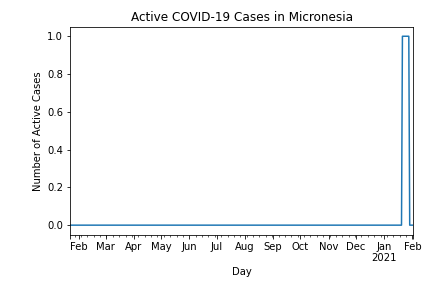 Active COVID-19 Cases in Micronesia
1.0
0.8
0.6
0.4
0.2
0.0
Number of Active Cases
Feb Mar Apr May Jun Jul Aug Sep Oct Nov Dec Jan Feb
2021
Day